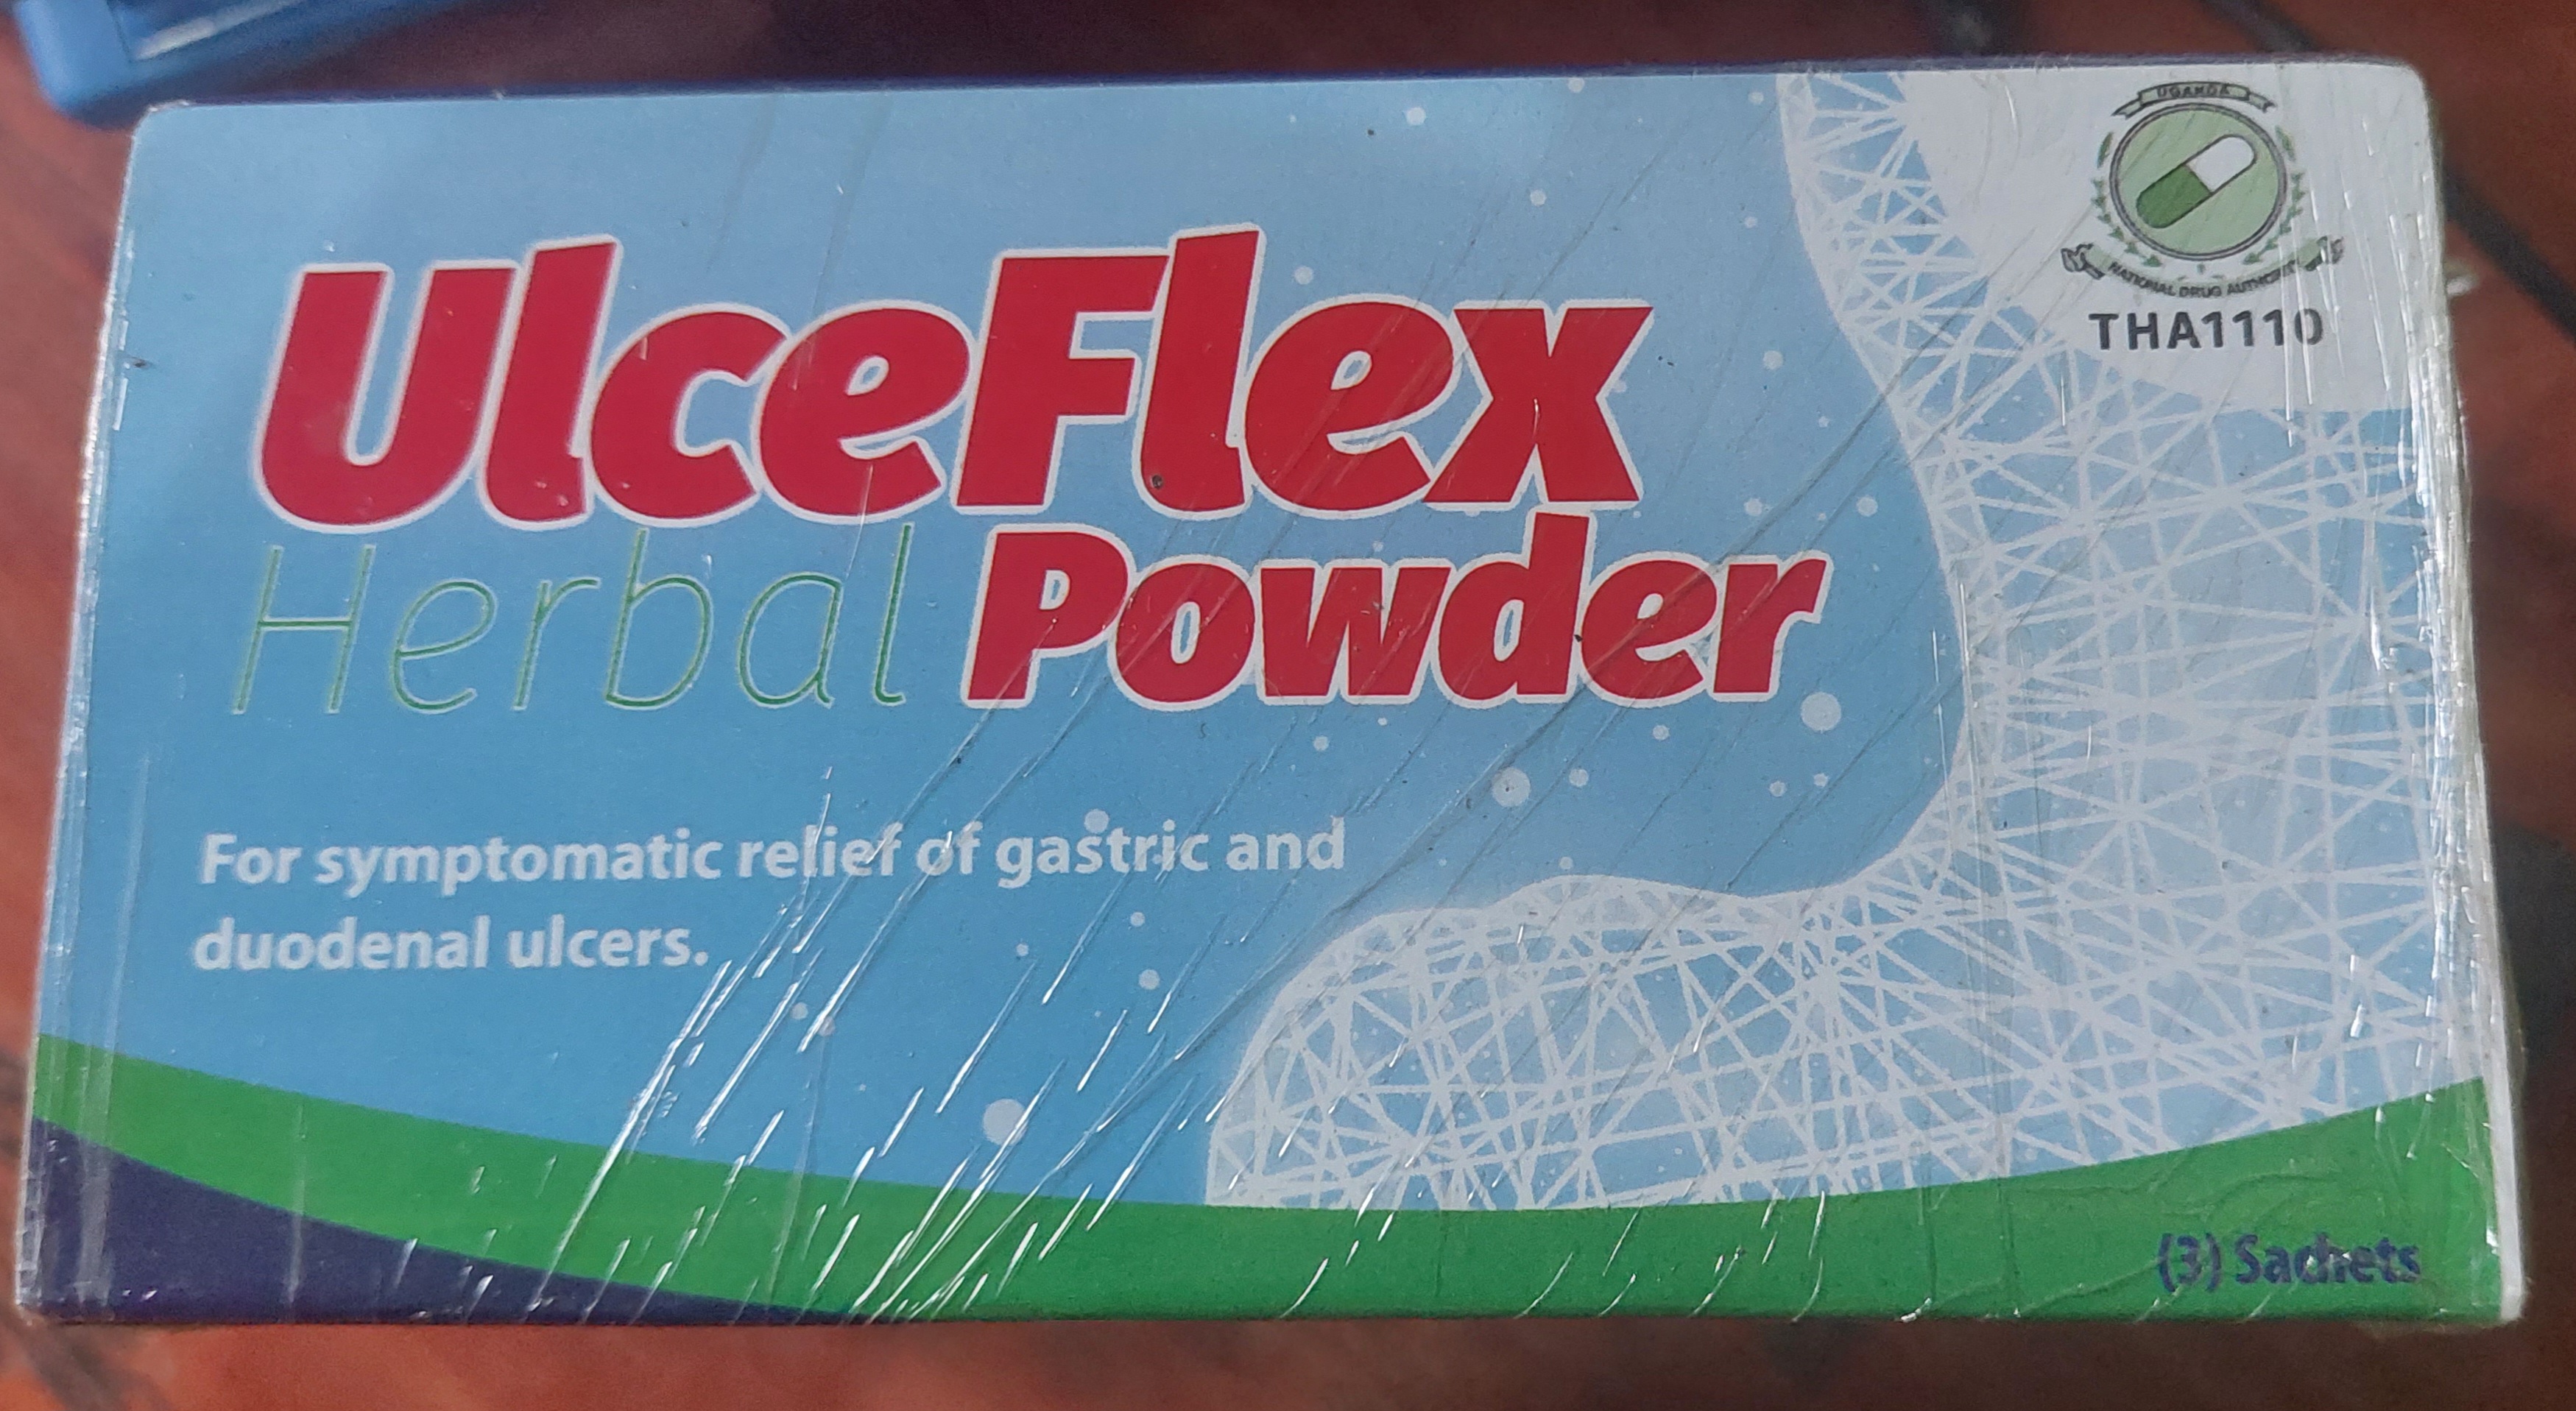 UGANDA
NATIONAL DRUG AUTHORITY
THA1110
UlceFlex
Herbal Powder
For symptomatic relief of gastric and
duodenal ulcers.
(3) Sachets